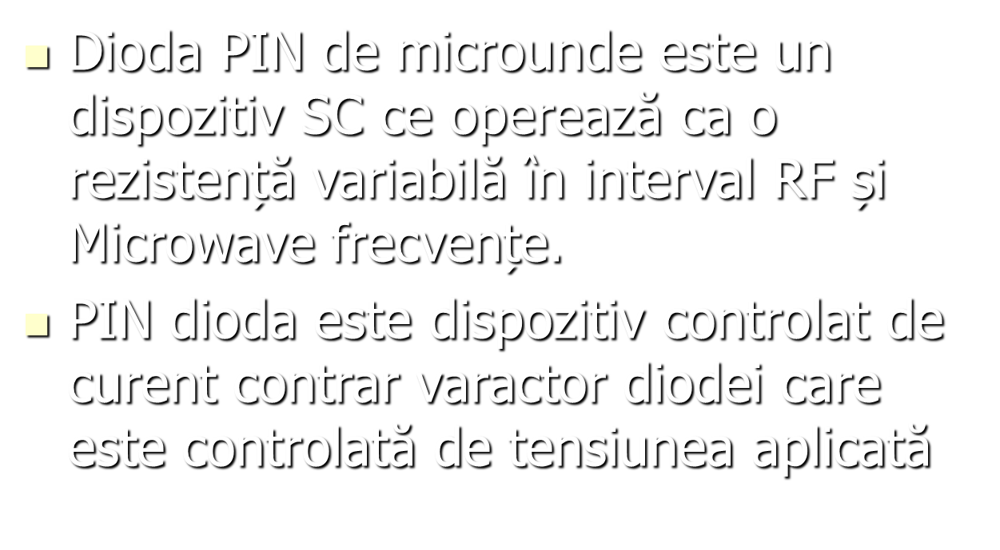 Dioda PIN de microunde este un
dispozitiv SC ce operează ca o
rezistență variabilă în interval RF și
Microwave frecvențe.
PIN dioda este dispozitiv controlat de
curent contrar varactor diodei care
este controlată de tensiunea aplicată